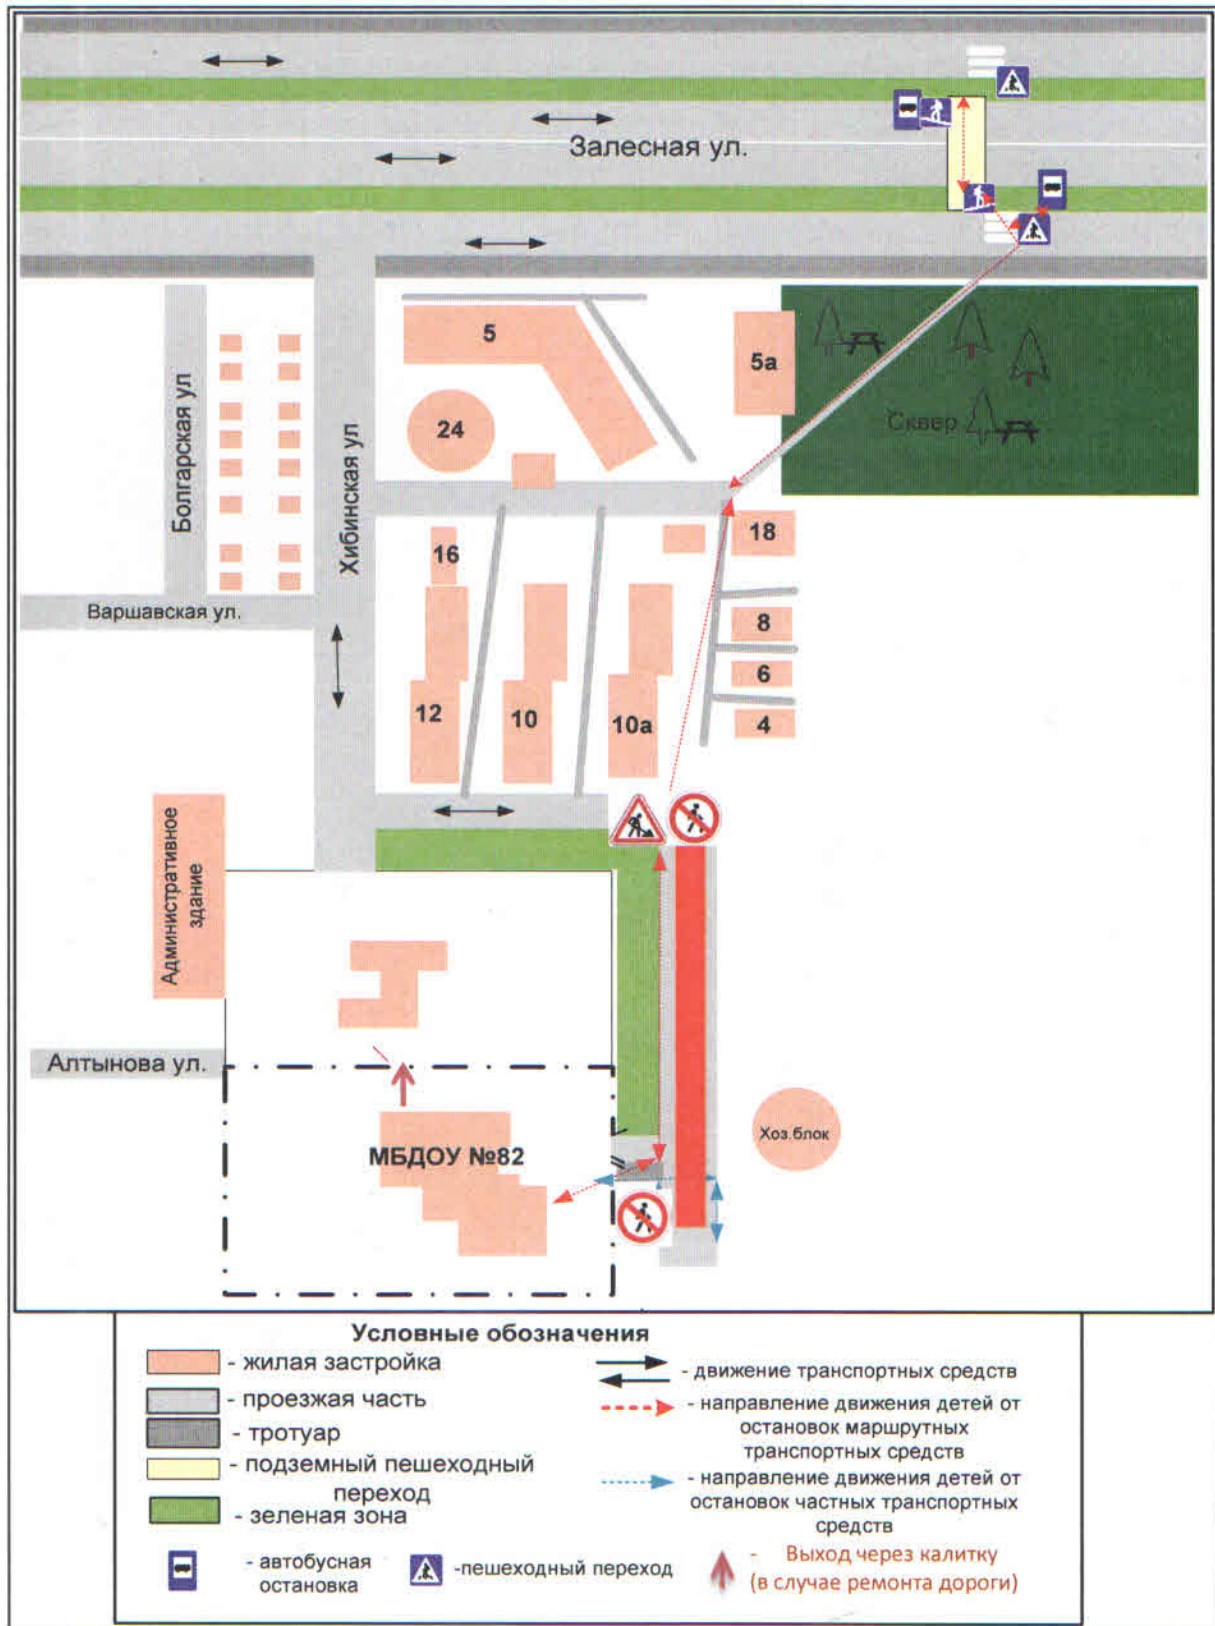 Залесная ул.
5
5а
24
Сквер
Болгарская ул
Хибинская ул
18
16
8
Варшавская ул.
6
12
10
10а
4
Административное
здание
Алтынова ул.
МБДОУ №82
Хоз.блок
Условные обозначения
- жилая застройка
- проезжая часть
- тротуар
- подземный пешеходный
переход
- зеленая зона
- автобусная
остановка
-пешеходный переход
- движение транспортных средств
- направление движения детей от
остановок маршрутных
транспортных средств
- направление движения детей от
остановок частных транспортных
средств
- Выход через калитку
(в случае ремонта дороги)